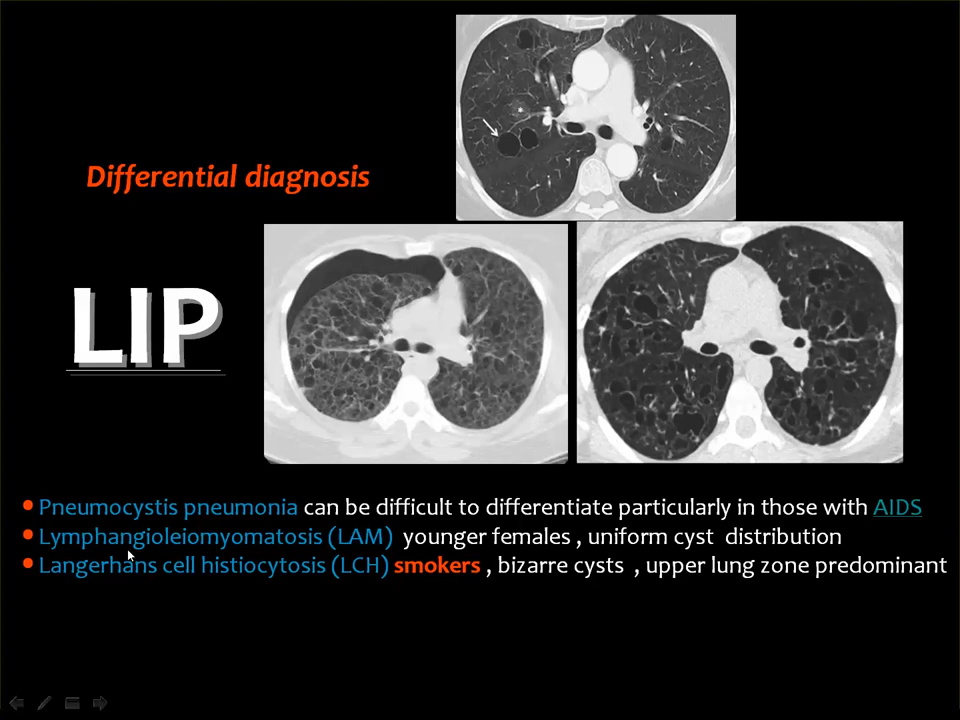 Differential diagnosis
LIP
Pneumocystis pneumonia can be difficult to differentiate particularly in those with AIDS
Lymphangioleiomyomatosis (LAM) younger females , uniform cyst distribution
Langerhans cell histiocytosis (LCH) smokers , bizarre cysts , upper lung zone predominant